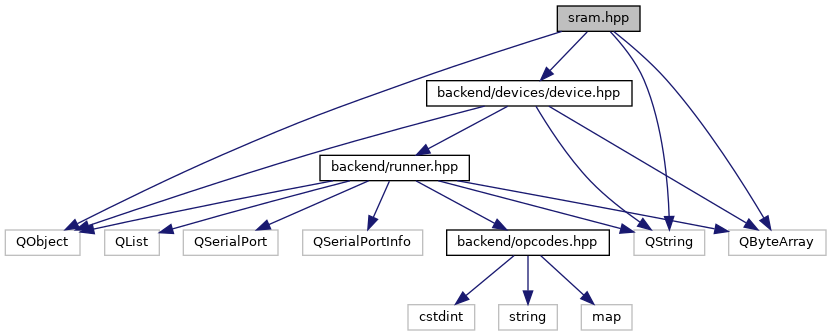 sram.hpp
backend/devices/device.hpp
backend/runner.hpp
QObject
QList
QSerialPort
QSerialPortInfo
backend/opcodes.hpp
QString
QByteArray
cstdint
string
map